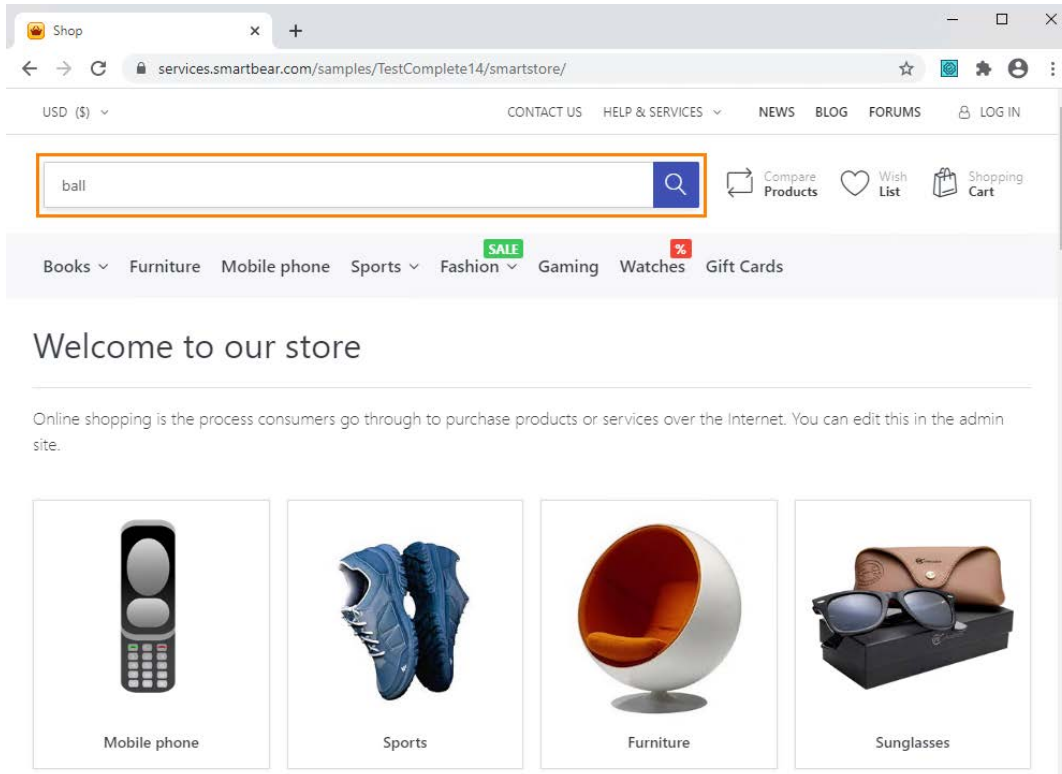 Shop
services.smartbear.com/samples/TestComplete14/smartstore/
USD ($) CONTACT US HELP & SERVICES NEWS BLOG FORUMS LOG IN
ball
Compare Products
Wish List
Shopping Cart
SALE %
Books Furniture Mobile phone Sports Fashion Gaming Watches Gift Cards
Welcome to our store
Online shopping is the process consumers go through to purchase products or services over the Internet. You can edit this in the admin
site.
Mobile phone Sports Furniture Sunglasses